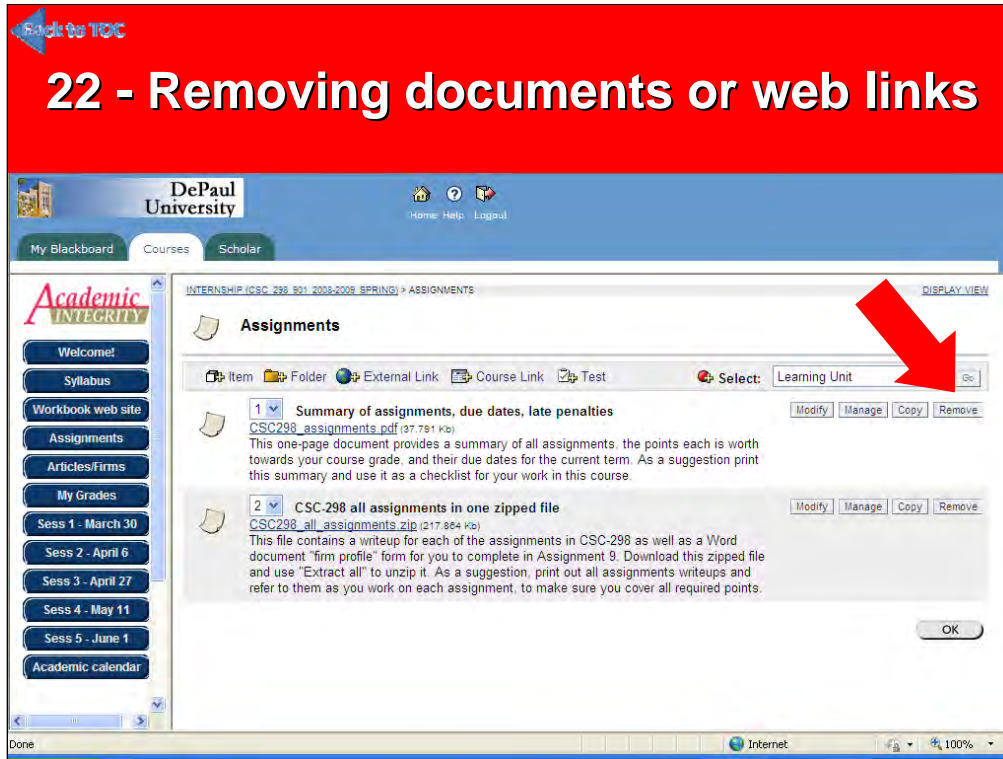 Back to TOC
22 - Removing documents or web links
DePaul
University
Home Help Logout
My Blackboard Courses Scholar
Academic
INTEGRITY
Welcome!
Syllabus
Workbook web site
Assignments
Articles/Firms
My Grades
Sess 1 - March 30
Sess 2 - April 6
Sess 3 - April 27
Sess 4 - May 11
Sess 5 - June 1
Academic calendar
INTERNSHIP (CSC_298_901_2008-2009_SPRING) > ASSIGNMENTS DISPLAY VIEW
Assignments
Item Folder External Link Course Link Test Select: Learning Unit Go
1 Summary of assignments, due dates, late penalties Modify Manage Copy Remove
CSC298_assignments.pdf (37.791 Kb)
This one-page document provides a summary of all assignments, the points each is worth
towards your course grade, and their due dates for the current term. As a suggestion print
this summary and use it as a checklist for your work in this course.
2 CSC-298 all assignments in one zipped file Modify Manage Copy Remove
CSC298_all_assignments.zip (217.864 Kb)
This file contains a writeup for each of the assignments in CSC-298 as well as a Word
document "firm profile" form for you to complete in Assignment 9. Download this zipped file
and use "Extract all" to unzip it. As a suggestion, print out all assignments writeups and
refer to them as you work on each assignment, to make sure you cover all required points.
OK
Done Internet 100%